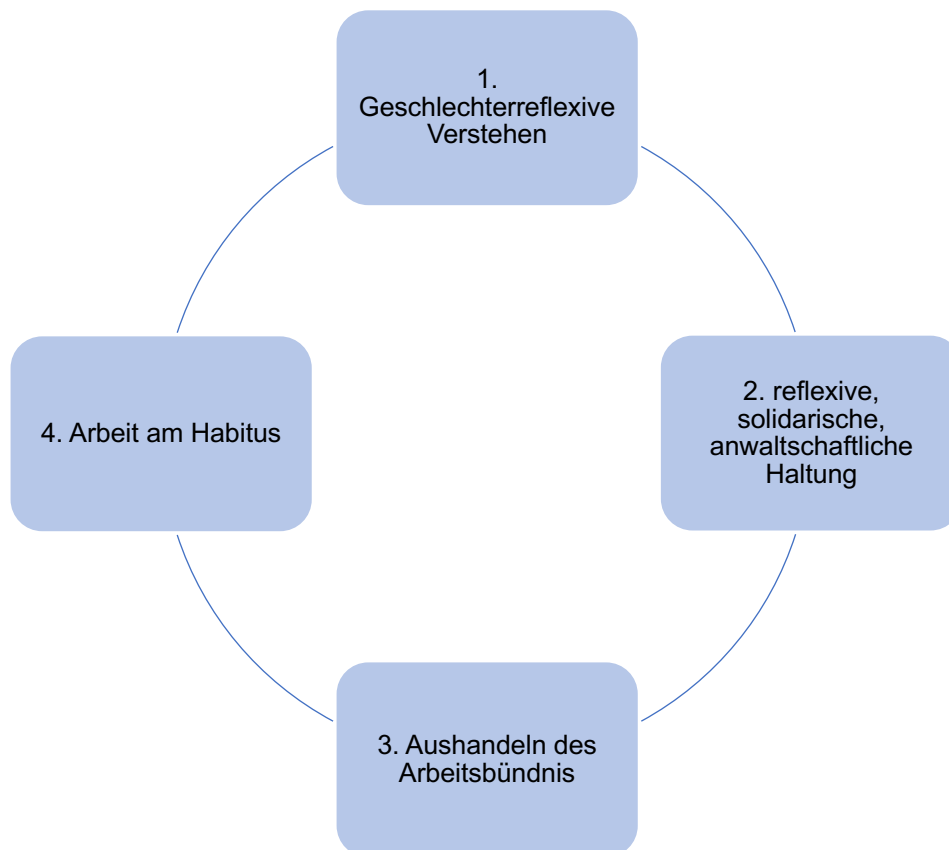 1.
Geschlechterreflexive
Verstehen
2. reflexive,
solidarische,
anwaltschaftliche
Haltung
3. Aushandeln des
Arbeitsbündnis
4. Arbeit am Habitus